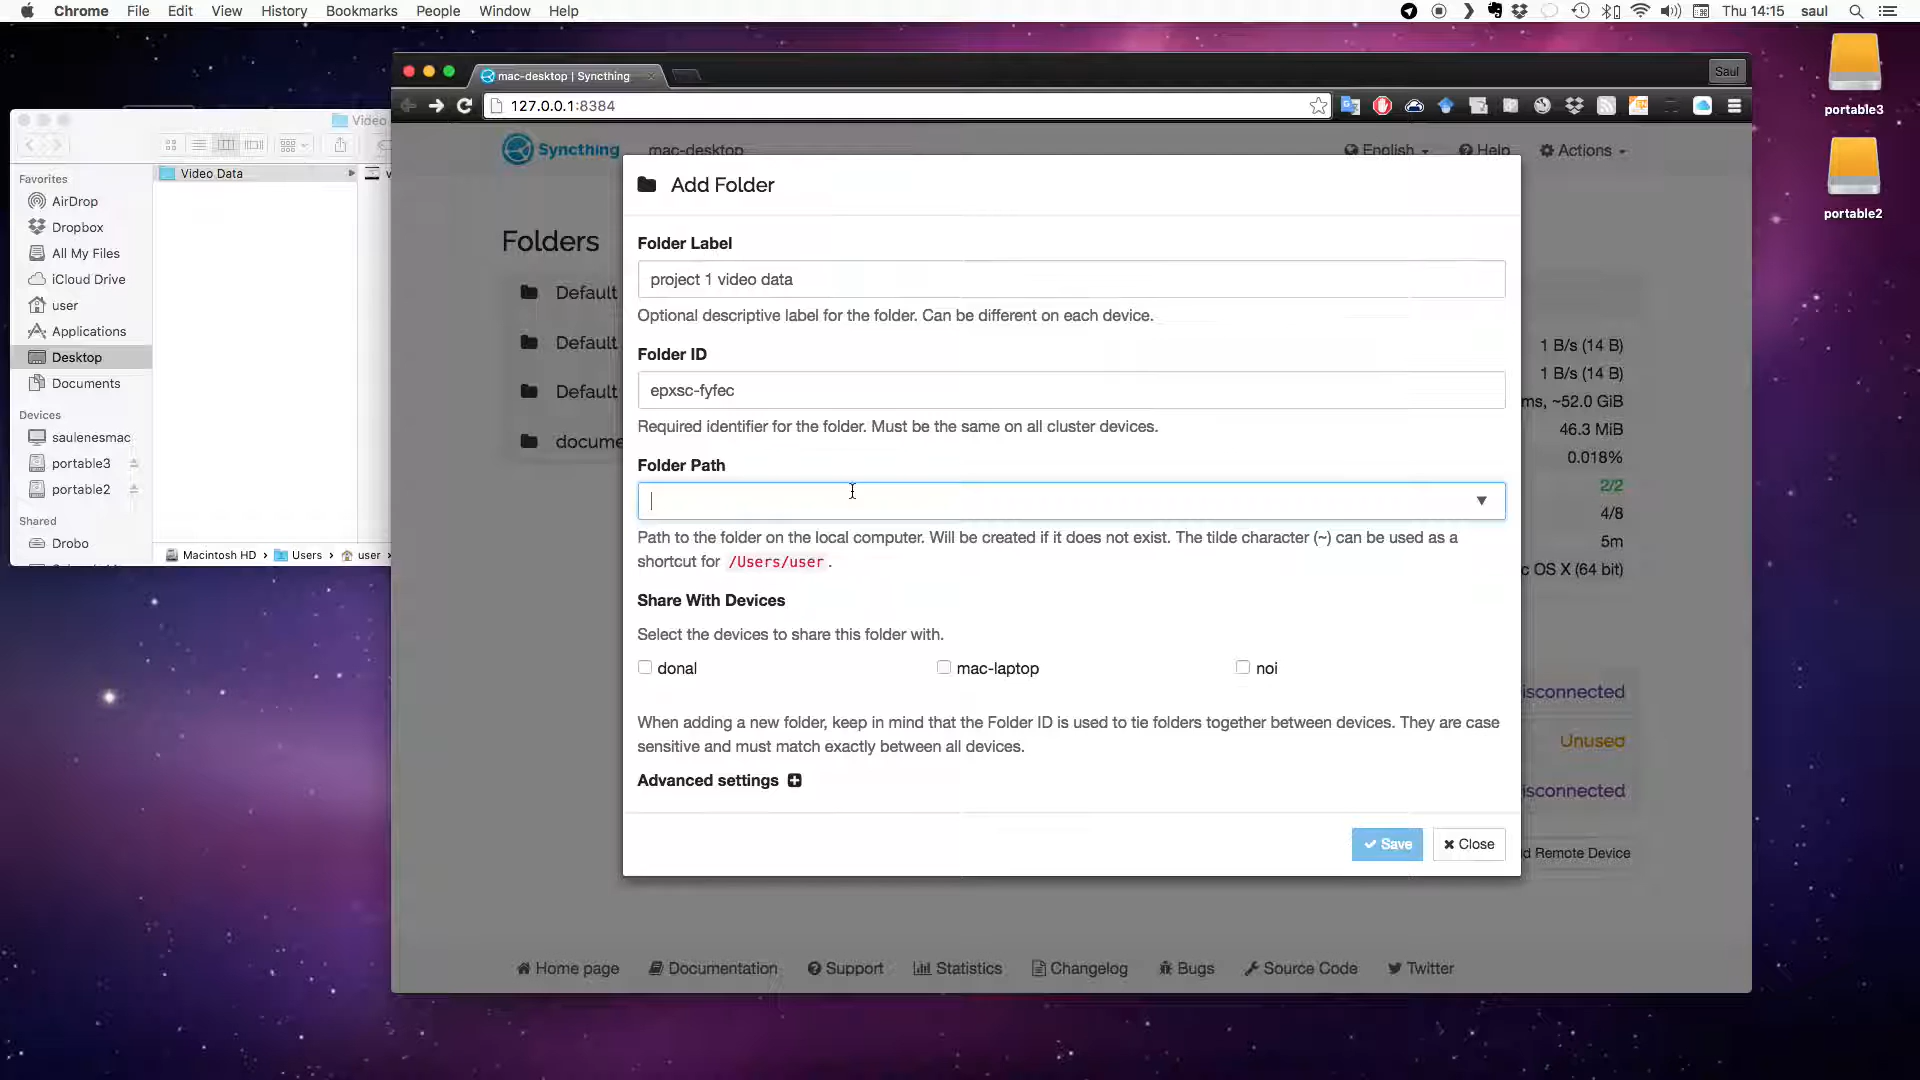 Chrome File Edit View History Bookmarks People Window Help
Thu 14:15 saul
portable3
portable2
Video
Favorites
AirDrop
Dropbox
All My Files
iCloud Drive
user
Applications
Desktop
Documents
Devices
saulenesmac
portable3
portable2
Shared
Drobo
Video Data
Macintosh HD › Users › user ›
mac-desktop | Syncthing
Saul
127.0.0.1:8384
Syncthing mac-desktop English Help Actions
Folders
Default
Default
Default
docume
Add Folder
Folder Label
project 1 video data
Optional descriptive label for the folder. Can be different on each device.
Folder ID
epxsc-fyfec
Required identifier for the folder. Must be the same on all cluster devices.
Folder Path
Path to the folder on the local computer. Will be created if it does not exist. The tilde character (~) can be used as a
shortcut for /Users/user .
Share With Devices
Select the devices to share this folder with.
donal mac-laptop noi
When adding a new folder, keep in mind that the Folder ID is used to tie folders together between devices. They are case
sensitive and must match exactly between all devices.
Advanced settings
Save Close
1 B/s (14 B)
1 B/s (14 B)
ms, ~52.0 GiB
46.3 MiB
0.018%
2/2
4/8
5m
c OS X (64 bit)
isconnected
Unused
isconnected
d Remote Device
Home page Documentation Support Statistics Changelog Bugs Source Code Twitter